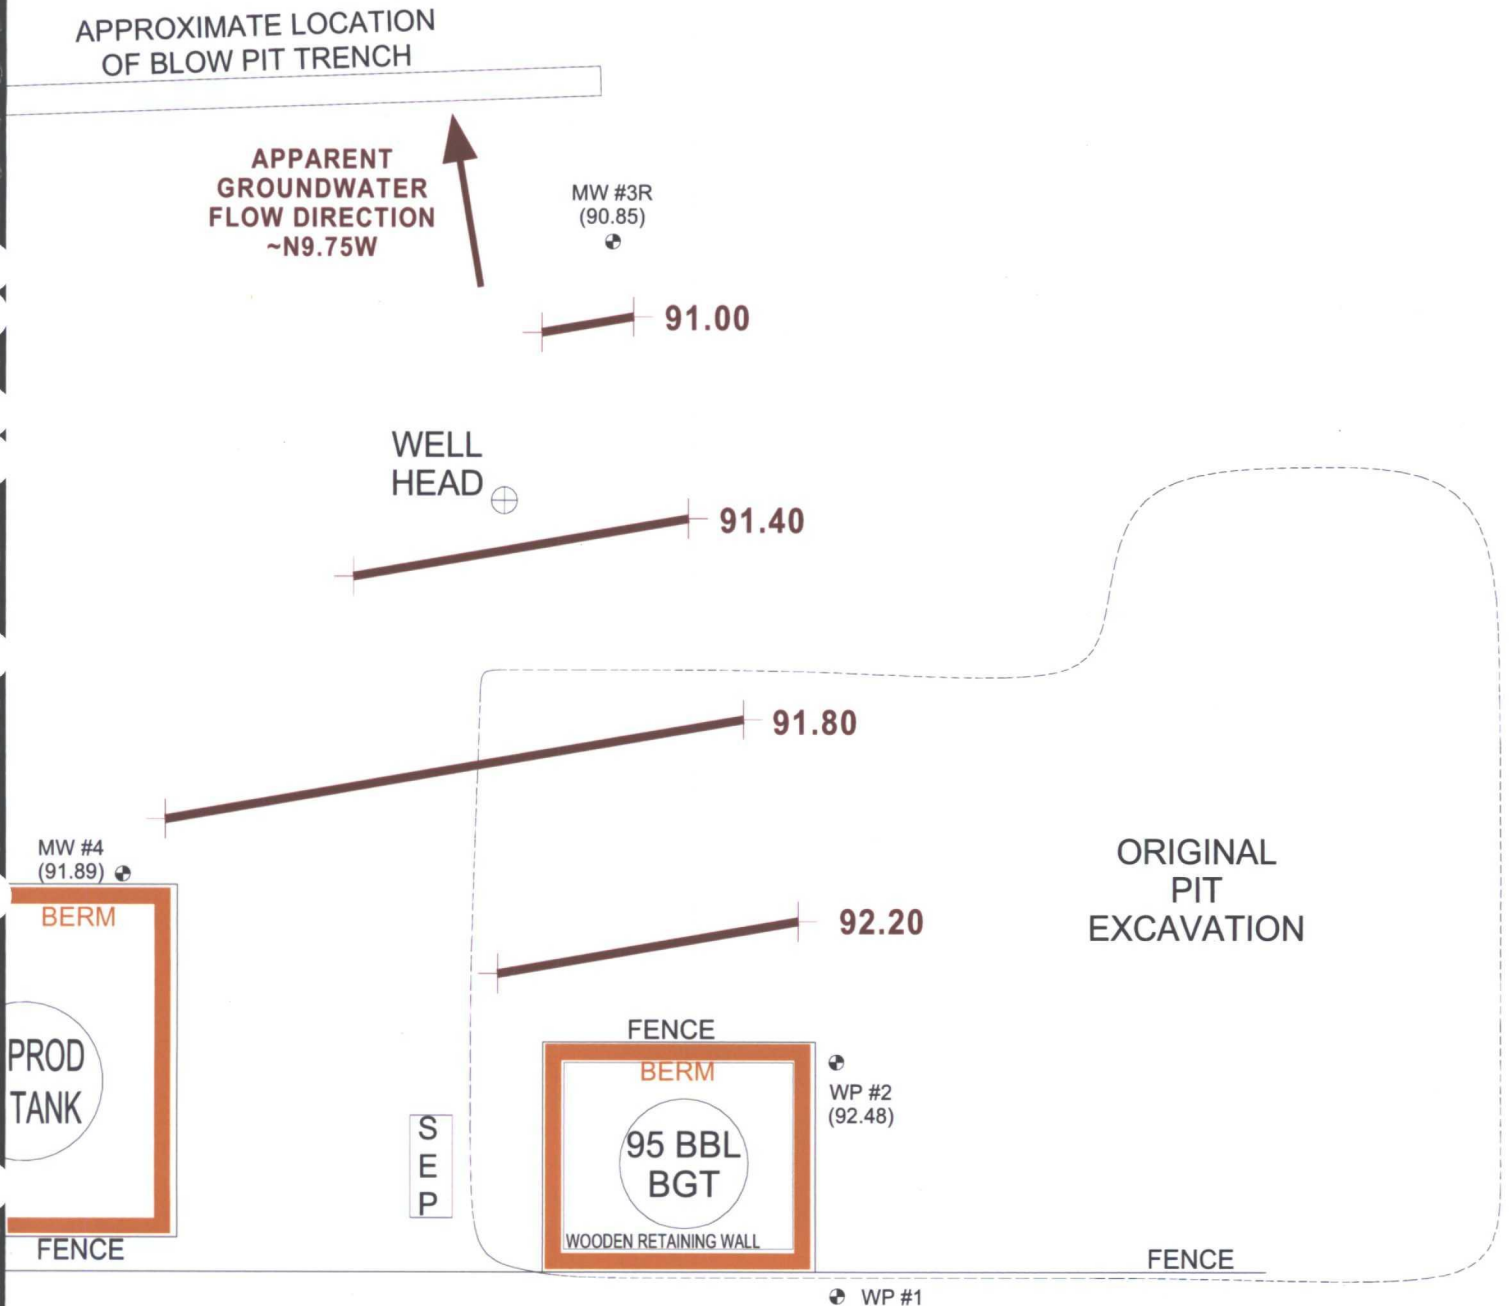 APPROXIMATE LOCATION
OF BLOW PIT TRENCH
APPARENT
GROUNDWATER
FLOW DIRECTION
~N9.75W
MW #3R
(90.85)
91.00
WELL
HEAD
91.40
91.80
MW #4
(91.89)
BERM
ORIGINAL
PIT
EXCAVATION
92.20
PROD
TANK
FENCE
BERM
WP #2
(92.48)
S
E
P
95 BBL
BGT
WOODEN RETAINING WALL
FENCE
FENCE
WP #1